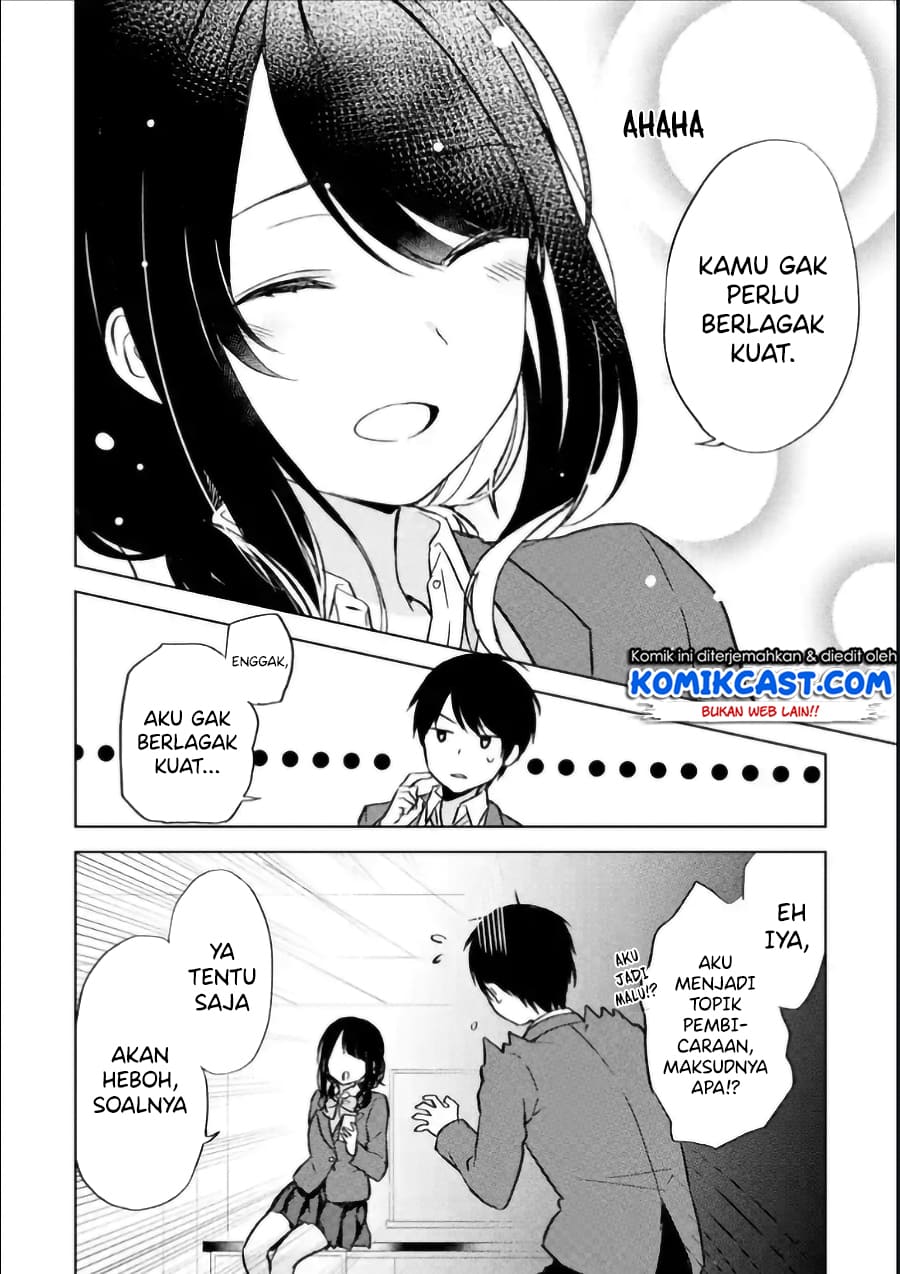 AHAHA
KAMU GAK
PERLU
BERLAGAK
KUAT.
Komik ini diterjemahkan & diedit oleh
KOMIKCAST.COM
BUKAN WEB LAIN!!
ENGGAK,
AKU GAK
BERLAGAK
KUAT...
EH
IYA,
AKU
MENJADI
TOPIK
PEMBI-
CARAAN,
MAKSUDNYA
APA!?
AKU
JADI
MALU!?
YA
TENTU
SAJA
AKAN
HEBOH,
SOALNYA